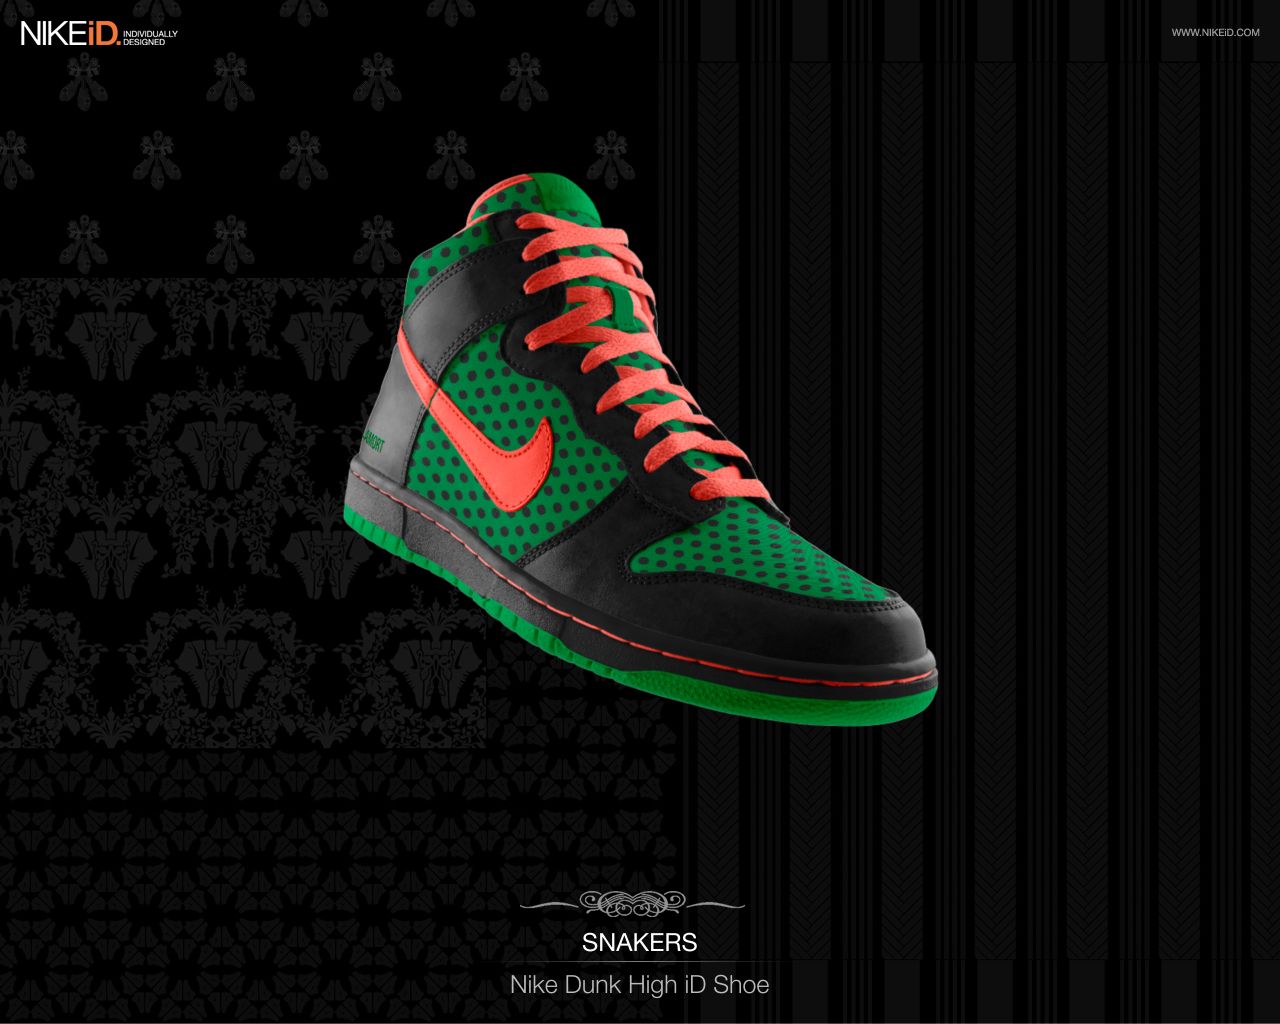 NIKEiD. INDIVIDUALLY
DESIGNED
WWW.NIKEiD.COM
SNAKERS
Nike Dunk High iD Shoe